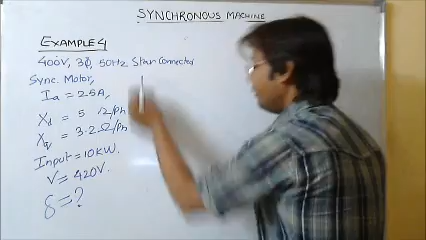 SYNCHRONOUS MACHINE
EXAMPLE 4
400V, 3φ, 50Hz Star Connected
Sync. Motor,
Ia = 25A,
Xd = 5 Ω/Ph
Xq = 3.2 Ω/Ph
Input = 10KW.
V = 420V.
δ = ?